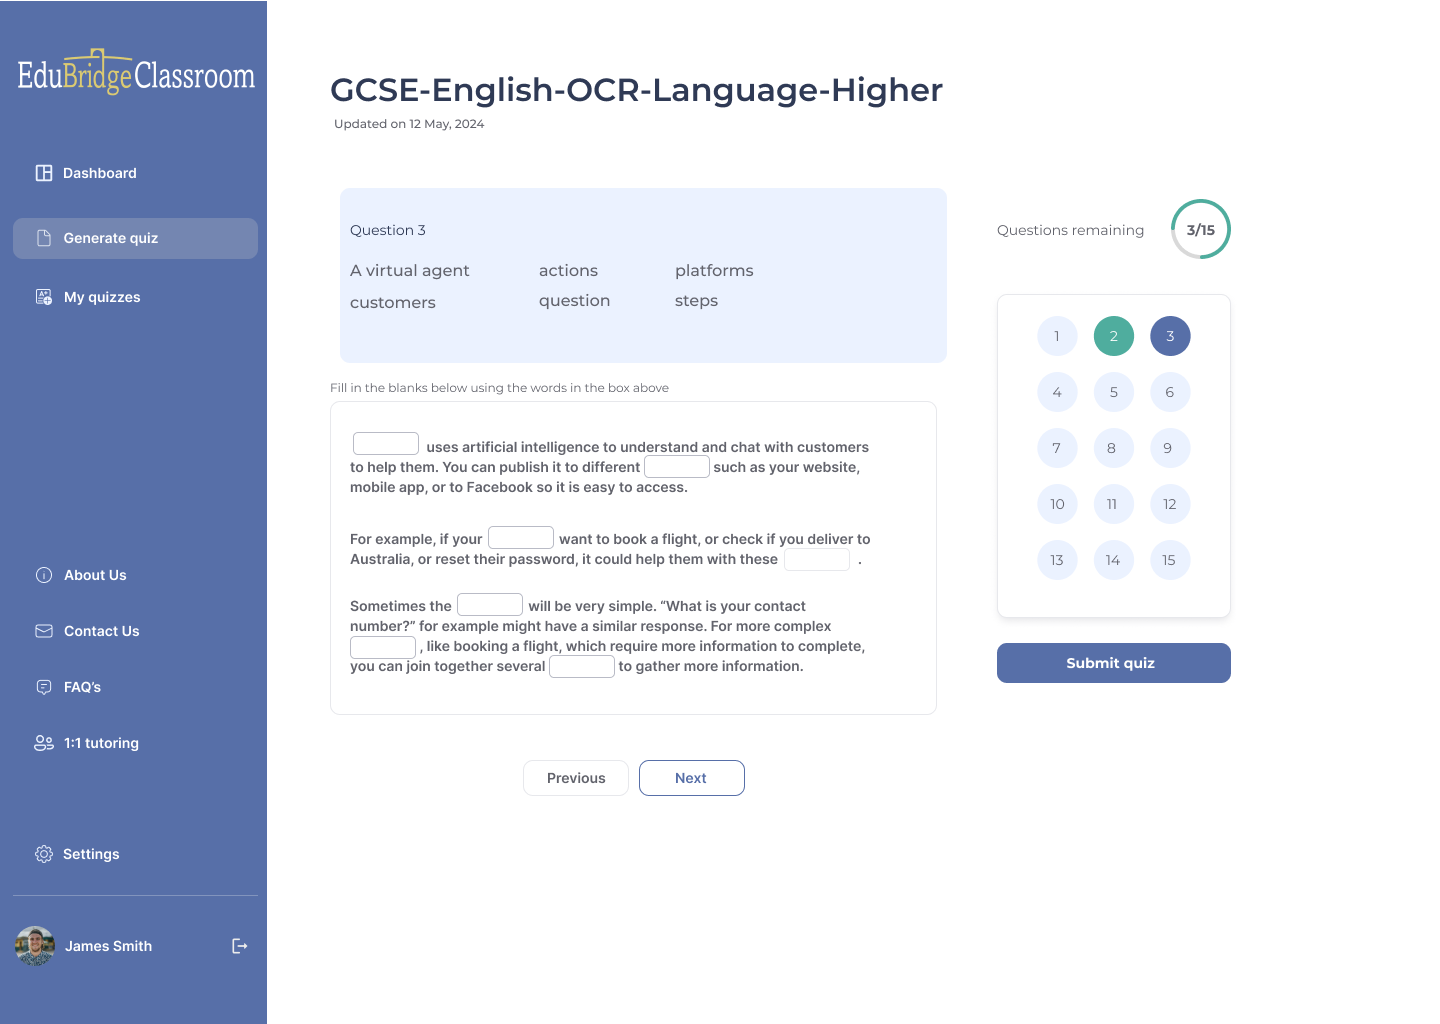 EduBridgeClassroom
Dashboard
Generate quiz
My quizzes
About Us
Contact Us
FAQ's
1:1 tutoring
Settings
James Smith
GCSE-English-OCR-Language-Higher
Updated on 12 May, 2024
Question 3
A virtual agent actions platforms
customers question steps
Fill in the blanks below using the words in the box above
uses artificial intelligence to understand and chat with customers
to help them. You can publish it to different such as your website,
mobile app, or to Facebook so it is easy to access.
For example, if your want to book a flight, or check if you deliver to
Australia, or reset their password, it could help them with these .
Sometimes the will be very simple. “What is your contact
number?” for example might have a similar response. For more complex
, like booking a flight, which require more information to complete,
you can join together several to gather more information.
Previous Next
Questions remaining 3/15
1 2 3
4 5 6
7 8 9
10 11 12
13 14 15
Submit quiz